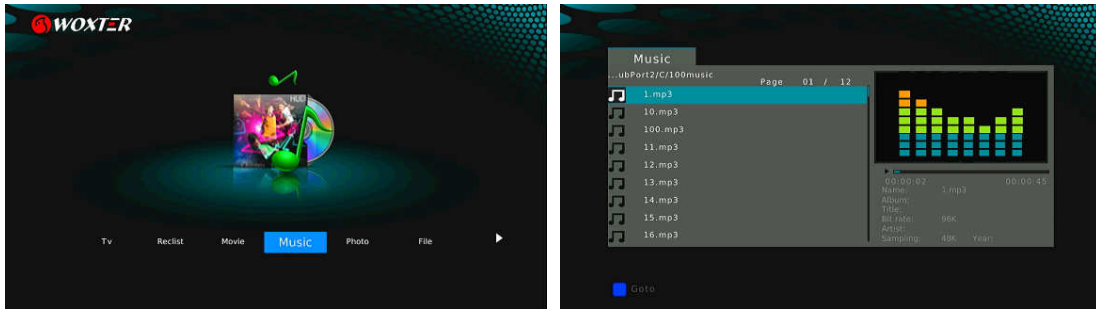 WOXTER
HDD
Tv Reclist Movie Music Photo File
Music
...ubPort2/C/100music Page 01 / 12
1.mp3
10.mp3
100.mp3
11.mp3
12.mp3
13.mp3
14.mp3
15.mp3
16.mp3
00:00:02 00:00:45
Name: 1.mp3
Album:
Title:
Bit rate: 98K
Artist:
Sampling: 48K Year:
Goto